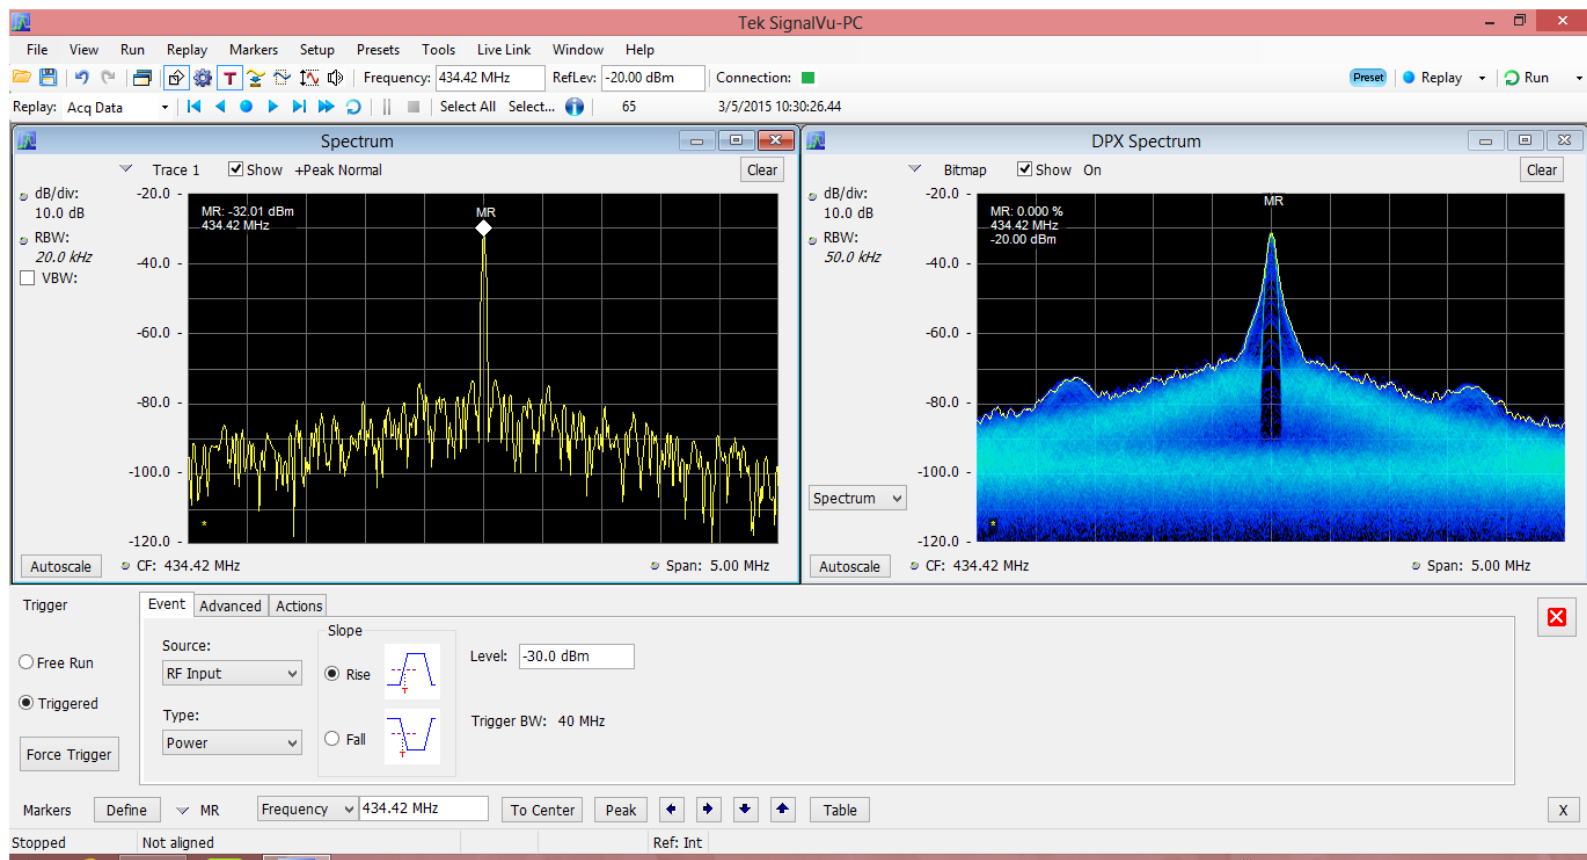 Tek SignalVu-PC
File View Run Replay Markers Setup Presets Tools Live Link Window Help
T Frequency: 434.42 MHz RefLev: -20.00 dBm Connection: Preset Replay Run
Replay: Acq Data Select All Select... 65 3/5/2015 10:30:26.44
Spectrum
Trace 1 Show +Peak Normal Clear
dB/div:
10.0 dB
RBW:
20.0 kHz
VBW:
-20.0
-40.0
-60.0
-80.0
-100.0
-120.0
MR: -32.01 dBm
434.42 MHz
MR
*
Autoscale CF: 434.42 MHz Span: 5.00 MHz
DPX Spectrum
Bitmap Show On Clear
dB/div:
10.0 dB
RBW:
50.0 kHz
-20.0 -
-40.0 -
-60.0 -
-80.0 -
-100.0 -
-120.0 -
MR: 0.000 %
434.42 MHz
-20.00 dBm
MR
*
Spectrum
Autoscale CF: 434.42 MHz Span: 5.00 MHz
Trigger
Free Run
Triggered
Force Trigger
Event Advanced Actions
Source:
RF Input
Type:
Power
Slope
Rise
T
Fall
T
Level: -30.0 dBm
Trigger BW: 40 MHz
Markers Define MR Frequency 434.42 MHz To Center Peak Table X
Stopped Not aligned Ref: Int